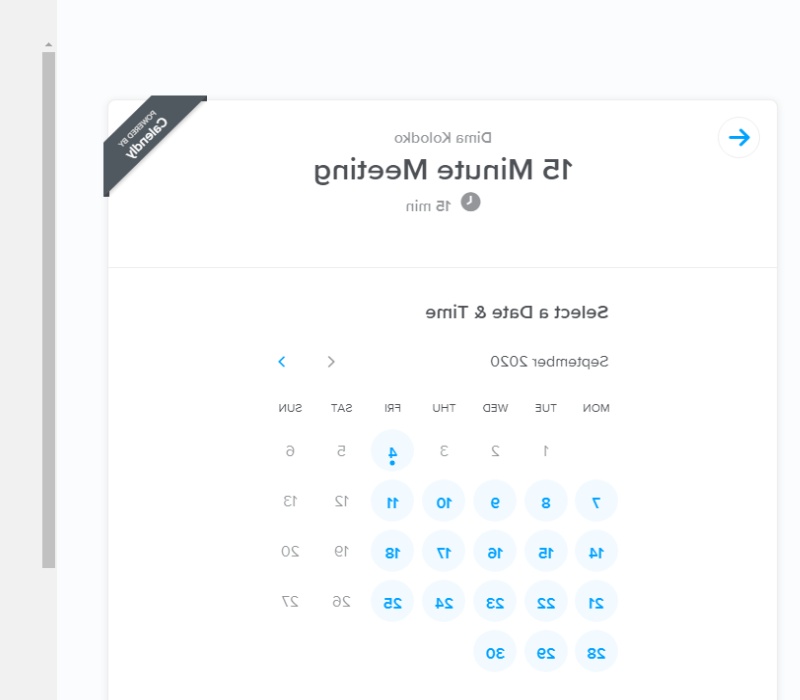 POWERED BY
Calendly
Dima Kolodko
15 Minute Meeting
15 min
Select a Date & Time
September 2020
MON TUE WED THU FRI SAT SUN
1 2 3 4 5 6
7 8 9 10 11 12 13
14 15 16 17 18 19 20
21 22 23 24 25 26 27
28 29 30